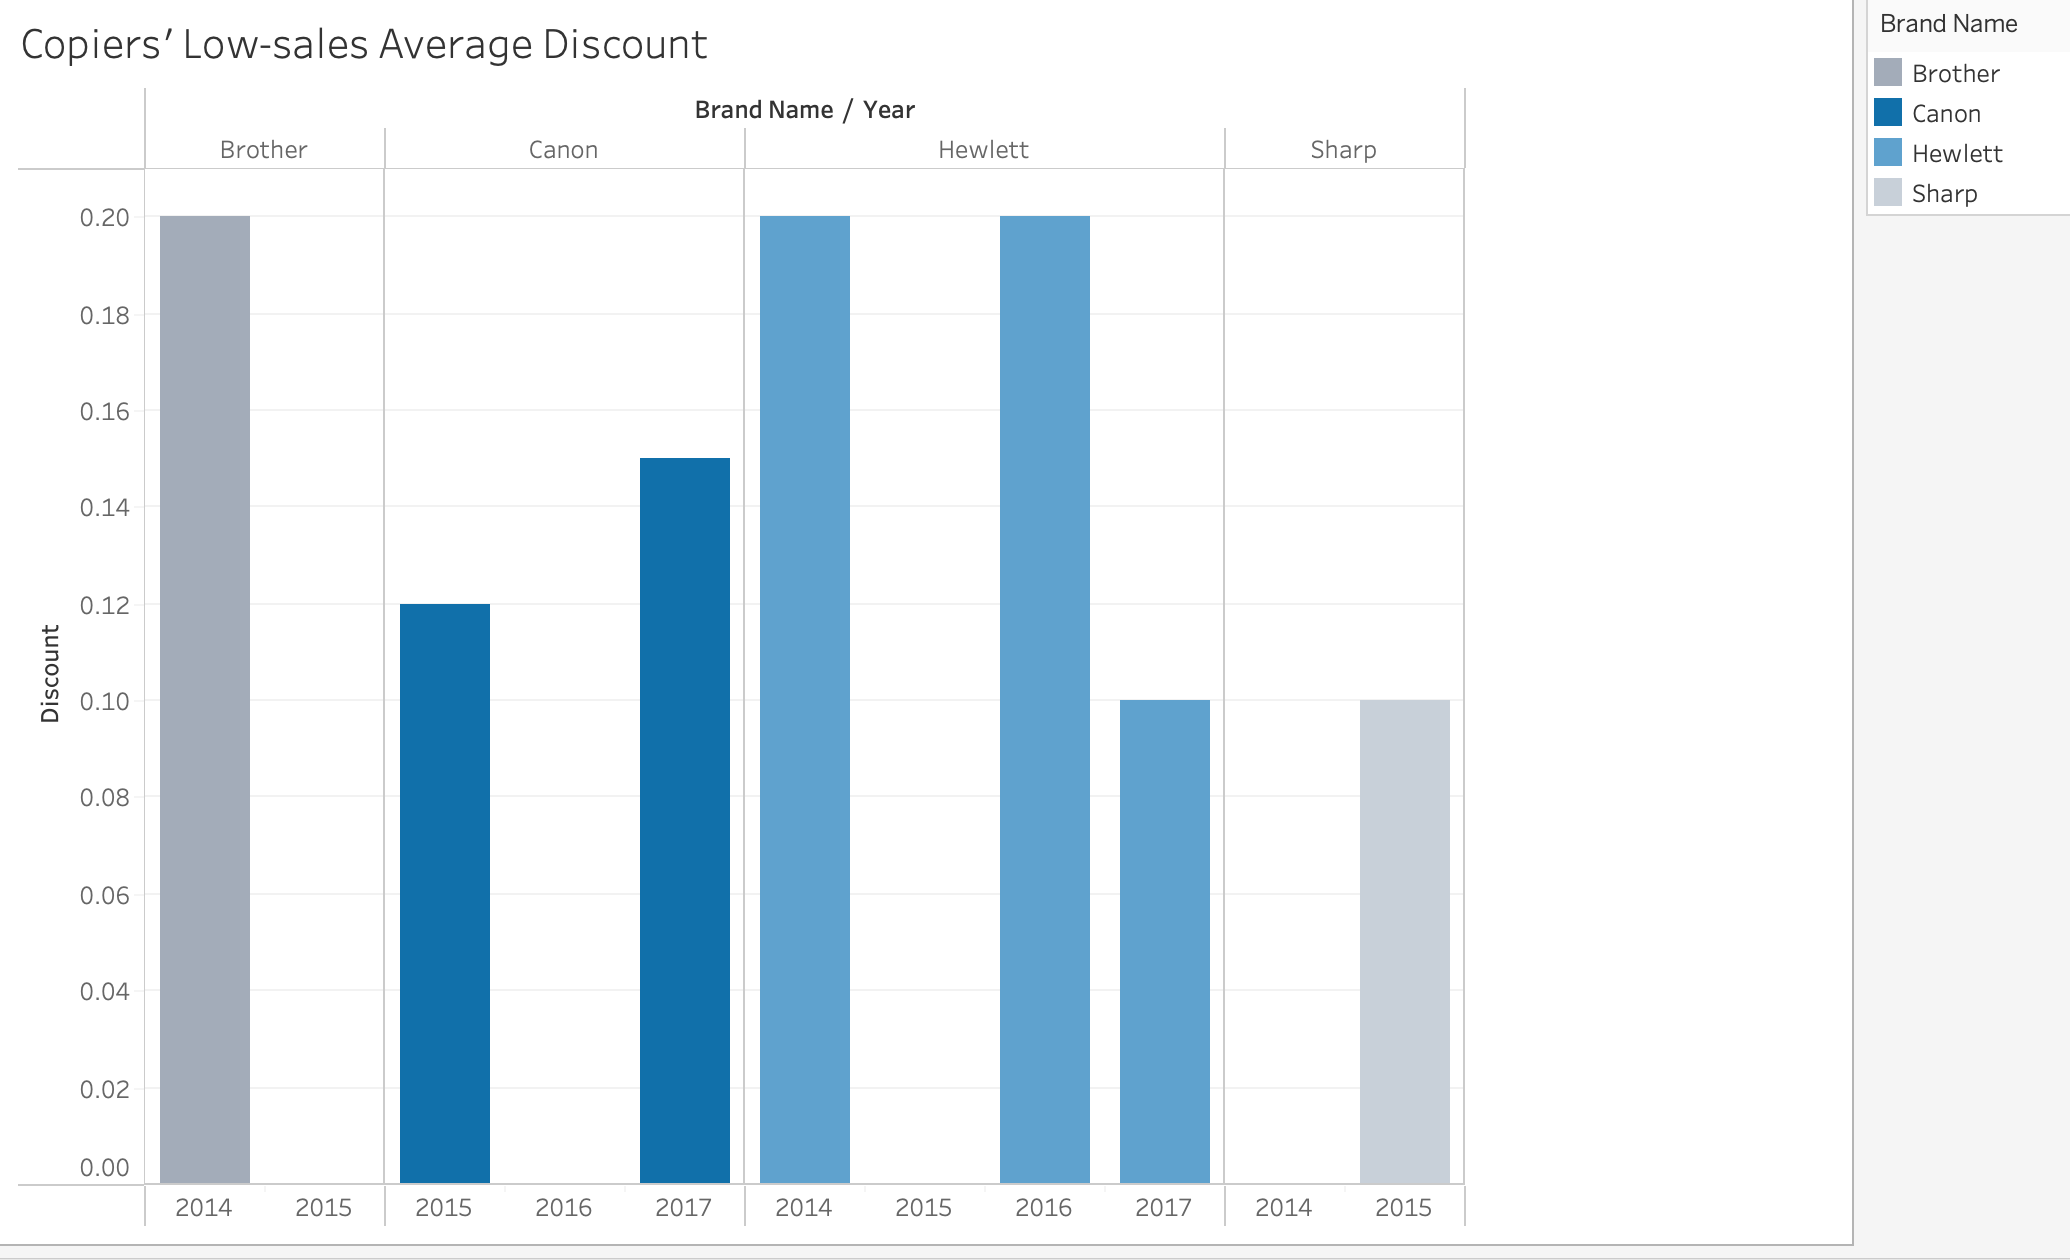 Copiers’ Low-sales Average Discount
Brand Name / Year
Brother Canon Hewlett Sharp
0.20
0.18
0.16
0.14
0.12
0.10
0.08
0.06
0.04
0.02
0.00
Discount
2014 2015 2015 2016 2017 2014 2015 2016 2017 2014 2015
Brand Name
Brother
Canon
Hewlett
Sharp